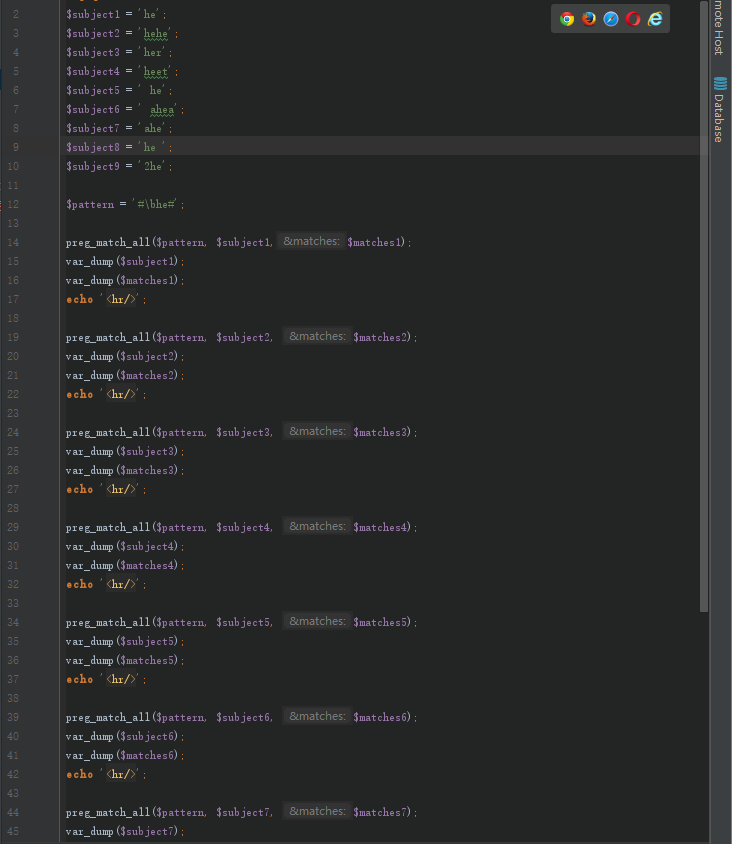 2 $subject1 = 'he';
3 $subject2 = 'hehe';
4 $subject3 = 'her';
5 $subject4 = 'heet';
6 $subject5 = ' he';
7 $subject6 = ' ahea';
8 $subject7 = 'ahe';
9 $subject8 = 'he ';
10 $subject9 = '2he';
11
12 $pattern = '#\bhe#';
13
14 preg_match_all($pattern, $subject1, &matches: $matches1);
15 var_dump($subject1);
16 var_dump($matches1);
17 echo '<hr/>';
18
19 preg_match_all($pattern, $subject2, &matches: $matches2);
20 var_dump($subject2);
21 var_dump($matches2);
22 echo '<hr/>';
23
24 preg_match_all($pattern, $subject3, &matches: $matches3);
25 var_dump($subject3);
26 var_dump($matches3);
27 echo '<hr/>';
28
29 preg_match_all($pattern, $subject4, &matches: $matches4);
30 var_dump($subject4);
31 var_dump($matches4);
32 echo '<hr/>';
33
34 preg_match_all($pattern, $subject5, &matches: $matches5);
35 var_dump($subject5);
36 var_dump($matches5);
37 echo '<hr/>';
38
39 preg_match_all($pattern, $subject6, &matches: $matches6);
40 var_dump($subject6);
41 var_dump($matches6);
42 echo '<hr/>';
43
44 preg_match_all($pattern, $subject7, &matches: $matches7);
45 var_dump($subject7);
mote Host
Database